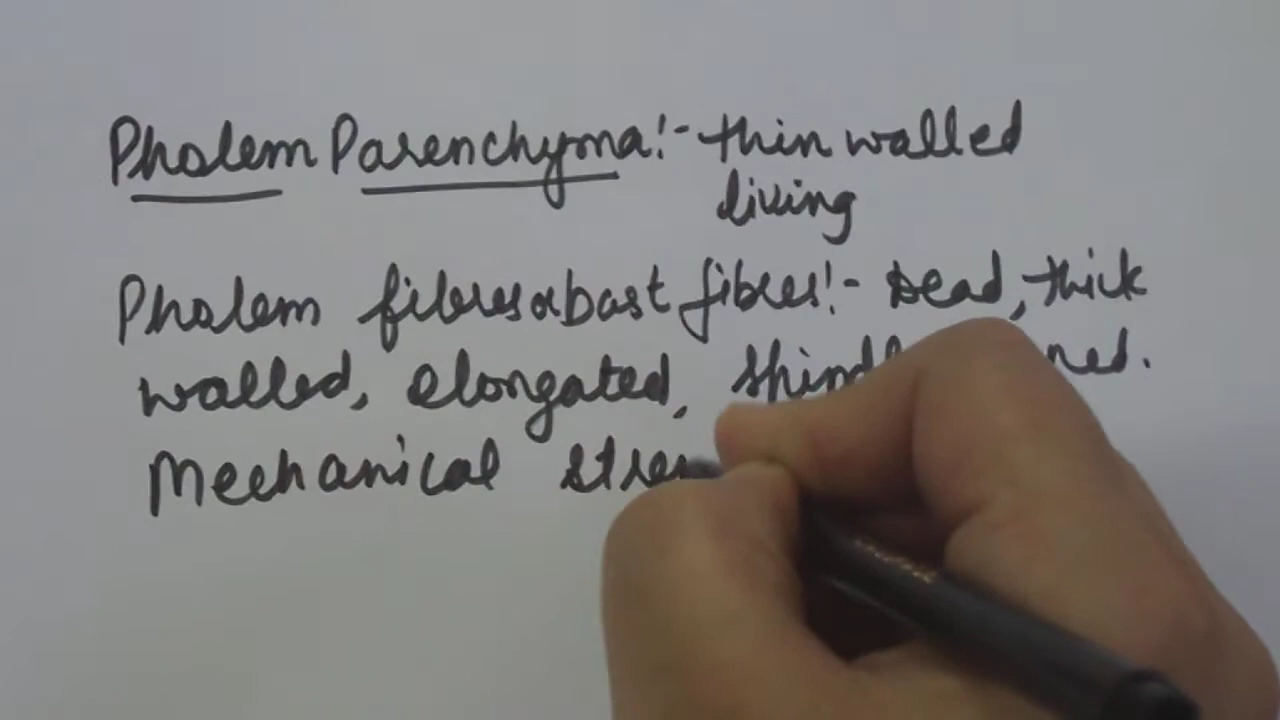 Pholem Parenchyma:- thin walled
living
Pholem fibres or bast fibres:- Dead, thick
walled, elongated,
Mechanical